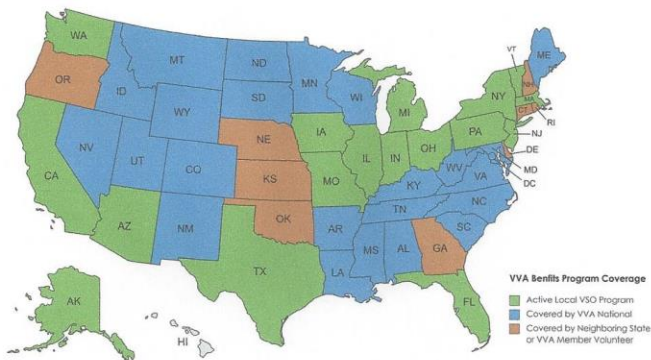 WA
OR
CA
NV
ID
MT
WY
UT
CO
AZ
NM
ND
SD
NE
KS
OK
TX
MN
IA
MO
AR
LA
WI
IL
MI
IN
OH
KY
TN
MS
AL
GA
FL
SC
NC
VA
WV
PA
NY
VT
NH
ME
MA
CT
RI
NJ
DE
MD
DC
AK
HI
VVA Benfits Program Coverage
Active Local VSO Program
Covered by VVA National
Covered by Neighboring State
or VVA Member Volunteer